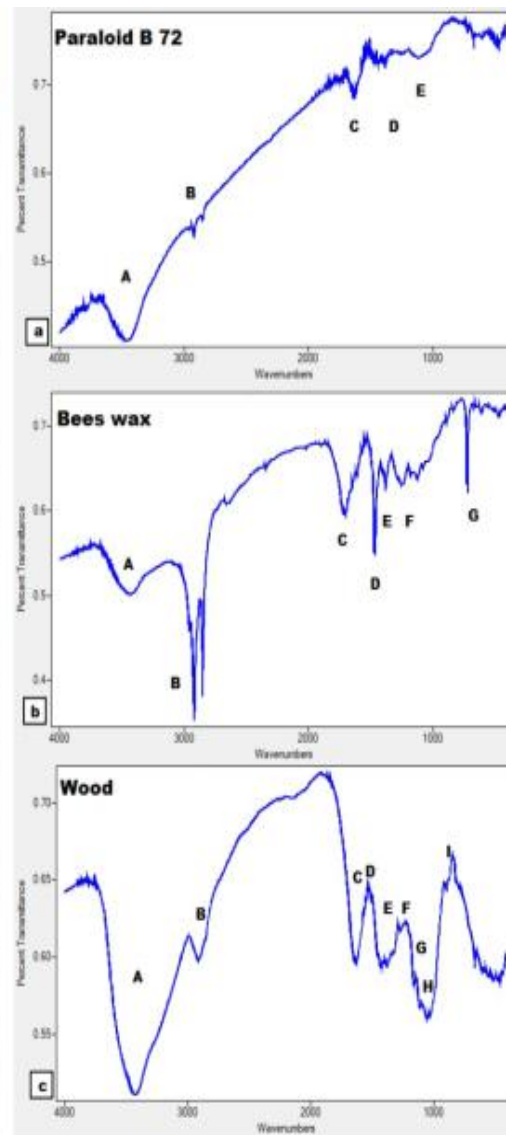 Paraloid B 72
Percent Transmittance
0.7
0.6
0.5
A
B
C
D
E
a
4000 3000 2000 1000
Wavenumbers
Bees wax
Percent Transmittance
0.7
0.6
0.5
0.4
A
B
C
D
E
F
G
b
4000 3000 2000 1000
Wavenumbers
Wood
Percent Transmittance
0.70
0.65
0.60
0.55
A
B
C
D
E
F
G
H
I
c
4000 3000 2000 1000
Wavenumbers